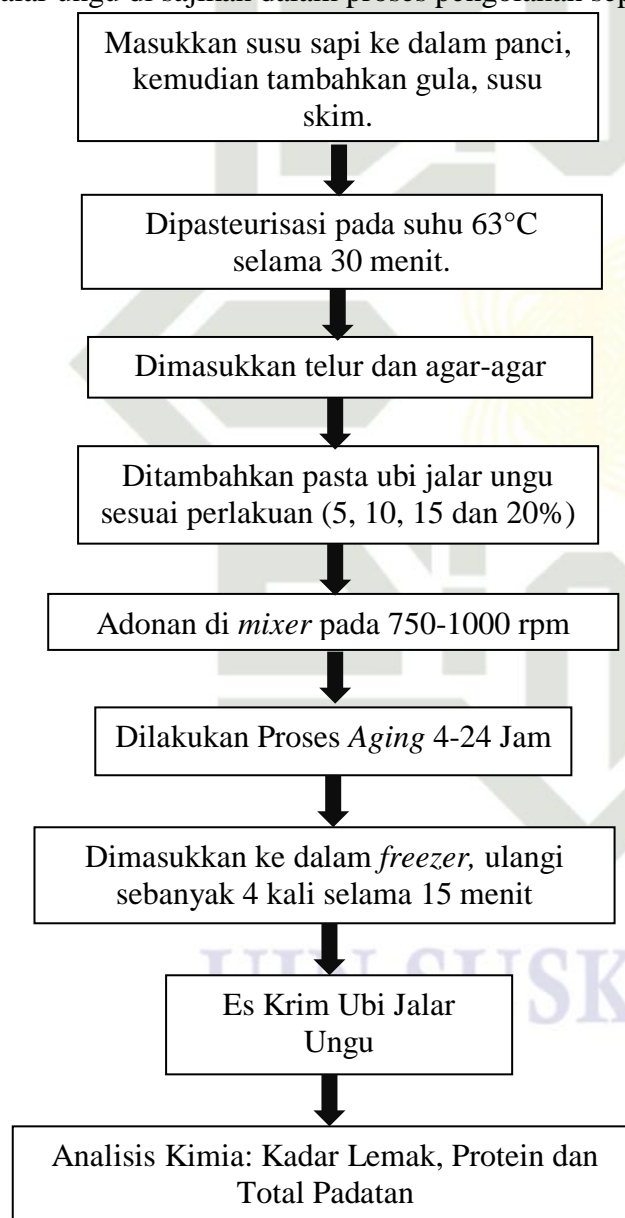 alar ungu di sajikan dalam proses pengolahan sep
Masukkan susu sapi ke dalam panci,
kemudian tambahkan gula, susu
skim.
Dipasteurisasi pada suhu 63°C
selama 30 menit.
Dimasukkan telur dan agar-agar
Ditambahkan pasta ubi jalar ungu
sesuai perlakuan (5, 10, 15 dan 20%)
Adonan di mixer pada 750-1000 rpm
Dilakukan Proses Aging 4-24 Jam
Dimasukkan ke dalam freezer, ulangi
sebanyak 4 kali selama 15 menit
UIN SUSK
Es Krim Ubi Jalar
Ungu
Analisis Kimia: Kadar Lemak, Protein dan
Total Padatan